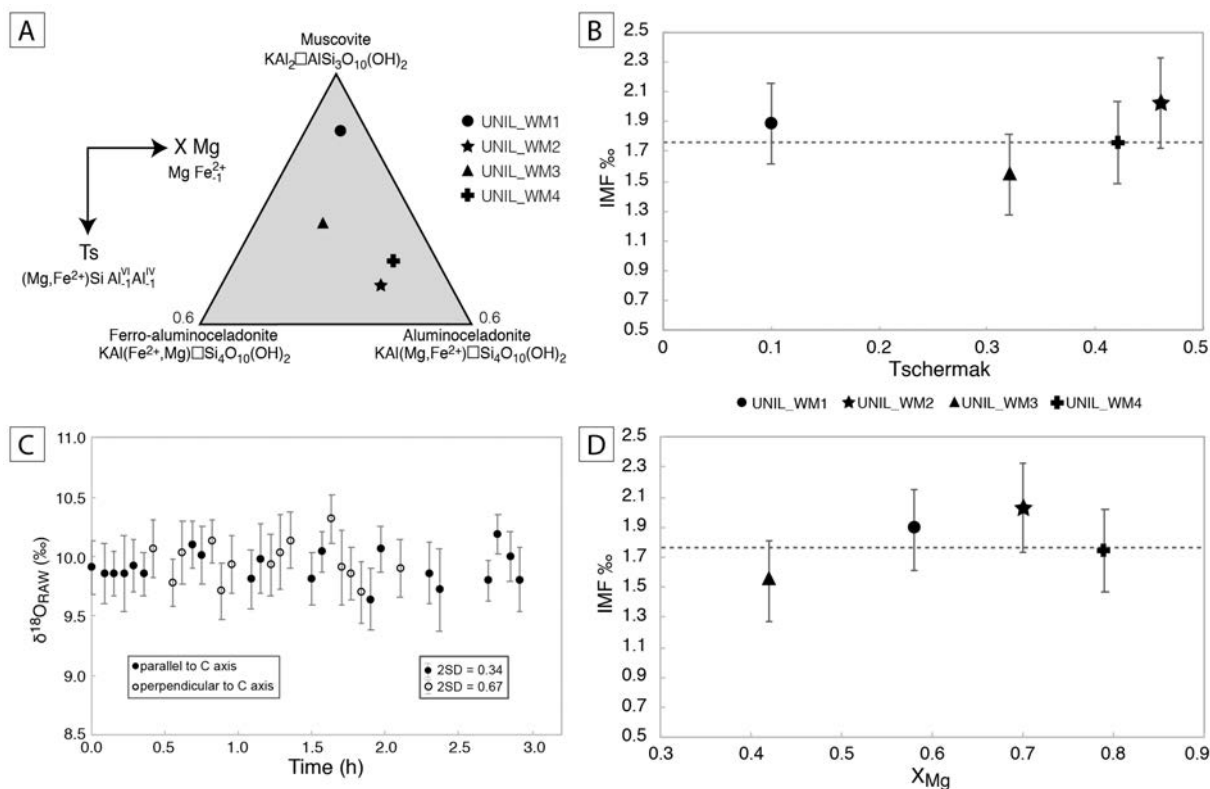 A
Muscovite
KAl₂□AlSi₃O₁₀(OH)₂
X Mg
Mg Fe²⁺₋₁
Ts
(Mg,Fe²⁺)Si Al₋₁ⱽᴵAl₋₁ᴵⱽ
UNIL_WM1
UNIL_WM2
UNIL_WM3
UNIL_WM4
0.6
0.6
Ferro-aluminoceladonite
KAl(Fe²⁺,Mg)□Si₄O₁₀(OH)₂
Aluminoceladonite
KAl(Mg,Fe²⁺)□Si₄O₁₀(OH)₂
B
IMF ‰
2.5
2.3
2.1
1.9
1.7
1.5
1.3
1.1
0.9
0.7
0.5
0
0.1
0.2
0.3
0.4
0.5
Tschermak
UNIL_WM1 UNIL_WM2 UNIL_WM3 UNIL_WM4
C
δ¹⁸O_RAW (‰)
11.0
10.5
10.0
9.5
9.0
8.5
parallel to C axis
perpendicular to C axis
2SD = 0.34
2SD = 0.67
0.0
0.5
1.0
1.5
2.0
2.5
3.0
Time (h)
D
IMF ‰
2.5
2.3
2.1
1.9
1.7
1.5
1.3
1.1
0.9
0.7
0.5
0.3
0.4
0.5
0.6
0.7
0.8
0.9
X_Mg